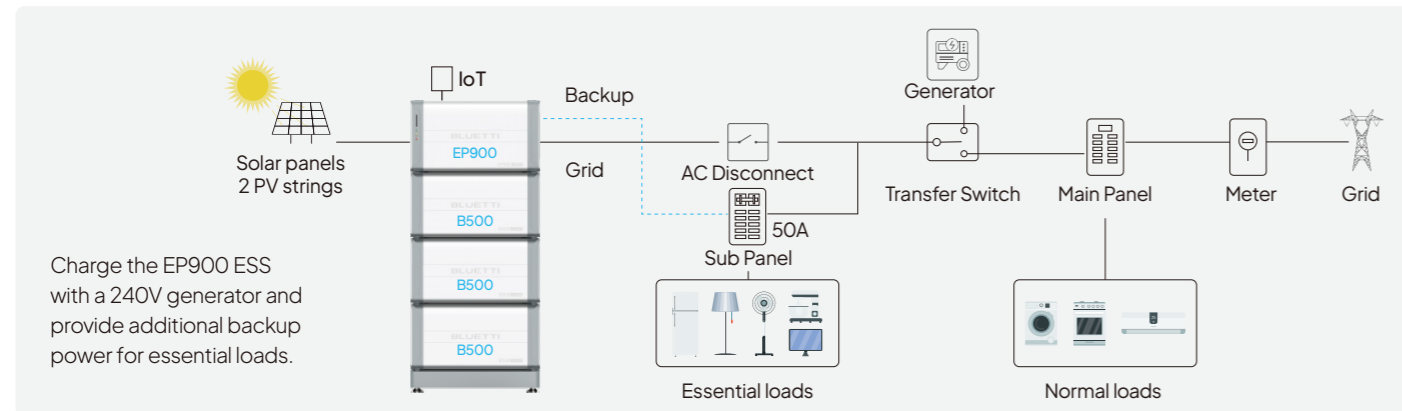 IoT
Backup
Generator
BLUETTI
EP900
Solar panels
2 PV strings
Grid
AC Disconnect
Transfer Switch
Main Panel
Meter
Grid
BLUETTI
B500
50A
Sub Panel
Charge the EP900 ESS
with a 240V generator and
provide additional backup
power for essential loads.
BLUETTI
B500
BLUETTI
B500
Essential loads
Normal loads